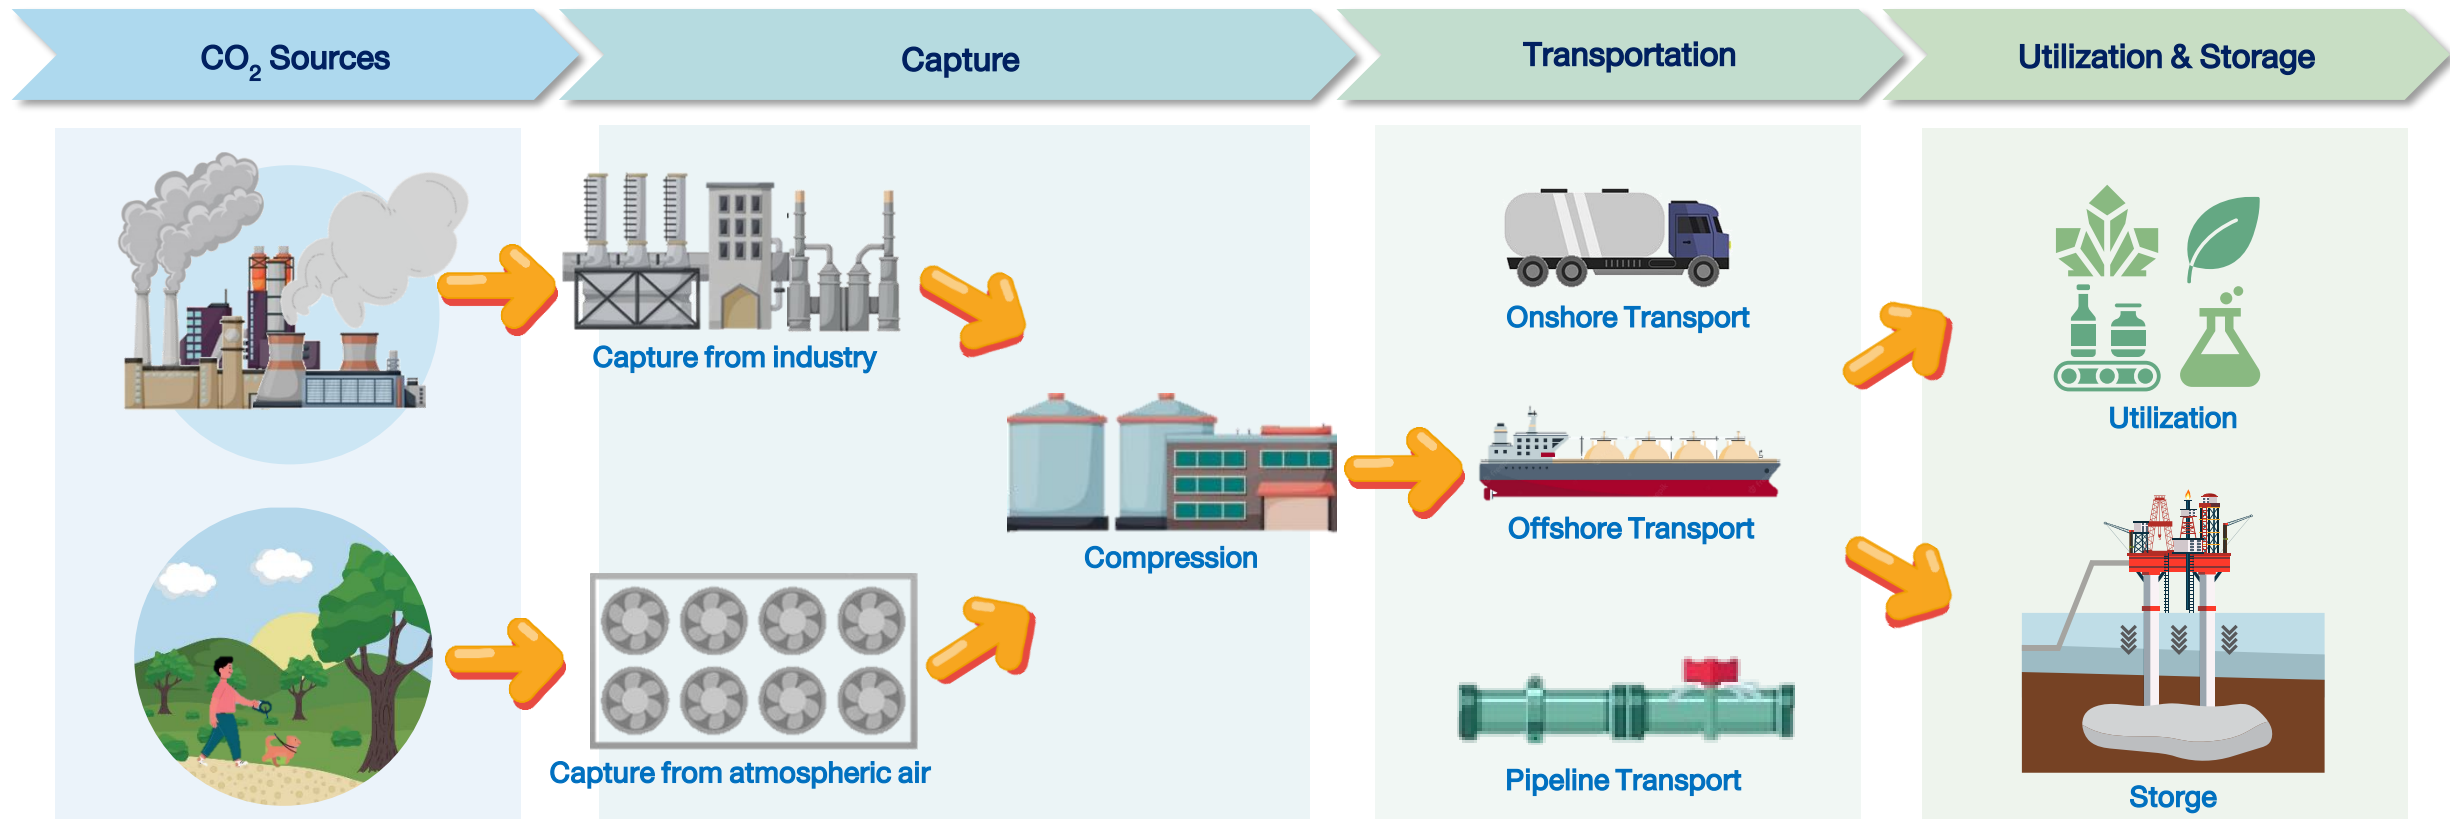 CO₂ Sources
Capture
Transportation
Utilization & Storage
Capture from industry
Capture from atmospheric air
Compression
Onshore Transport
Offshore Transport
Pipeline Transport
Utilization
Storge